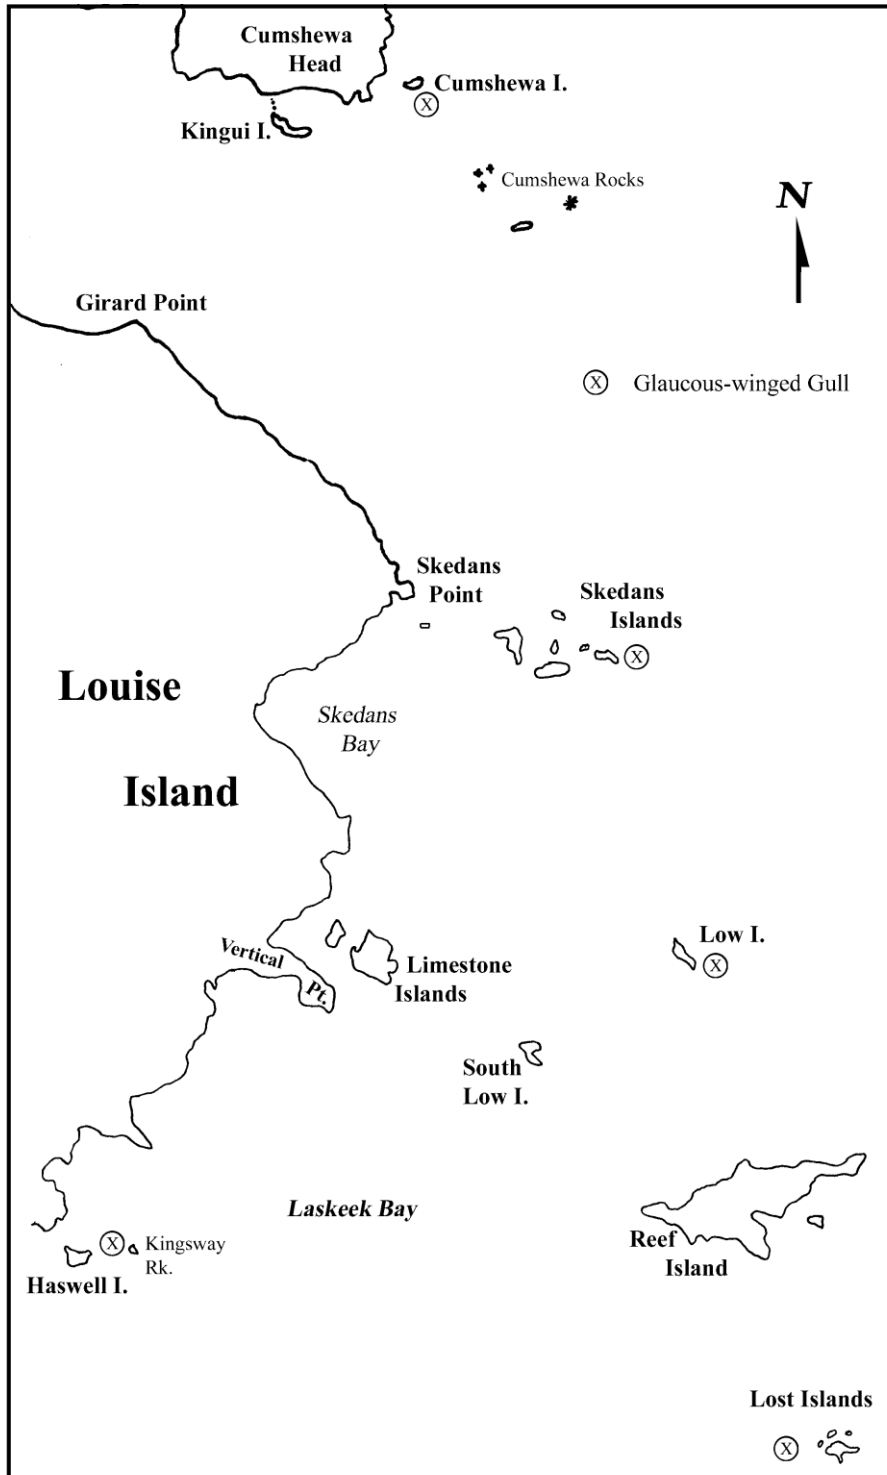 Cumshewa
Head
Cumshewa I.
X
Kingui I.
Cumshewa Rocks
N
Girard Point
X Glaucous-winged Gull
Skedans
Point
Skedans
Islands
X
Louise
Island
Skedans
Bay
Low I.
X
Vertical
Pt.
Limestone
Islands
South
Low I.
Laskeek Bay
Reef
Island
X
Kingsway
Rk.
Haswell I.
Lost Islands
X